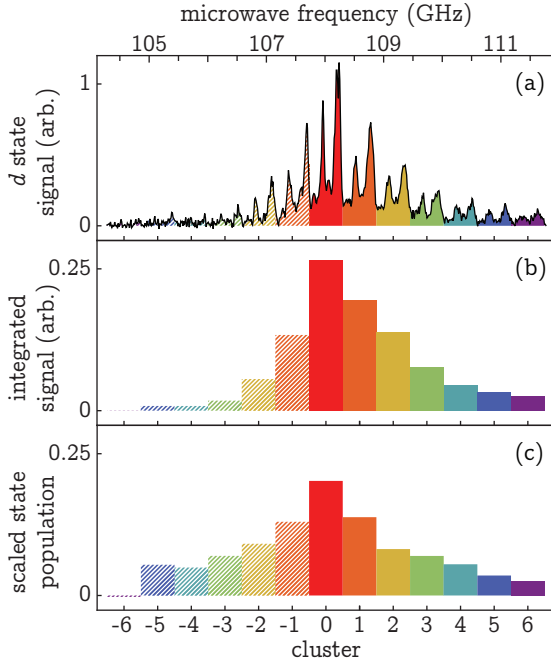 microwave frequency (GHz)
105 107 109 111
(a)
1
0
d state
signal (arb.)
(b)
0.25
0
integrated
signal (arb.)
(c)
0.25
0
scaled state
population
-6 -5 -4 -3 -2 -1 0 1 2 3 4 5 6
cluster